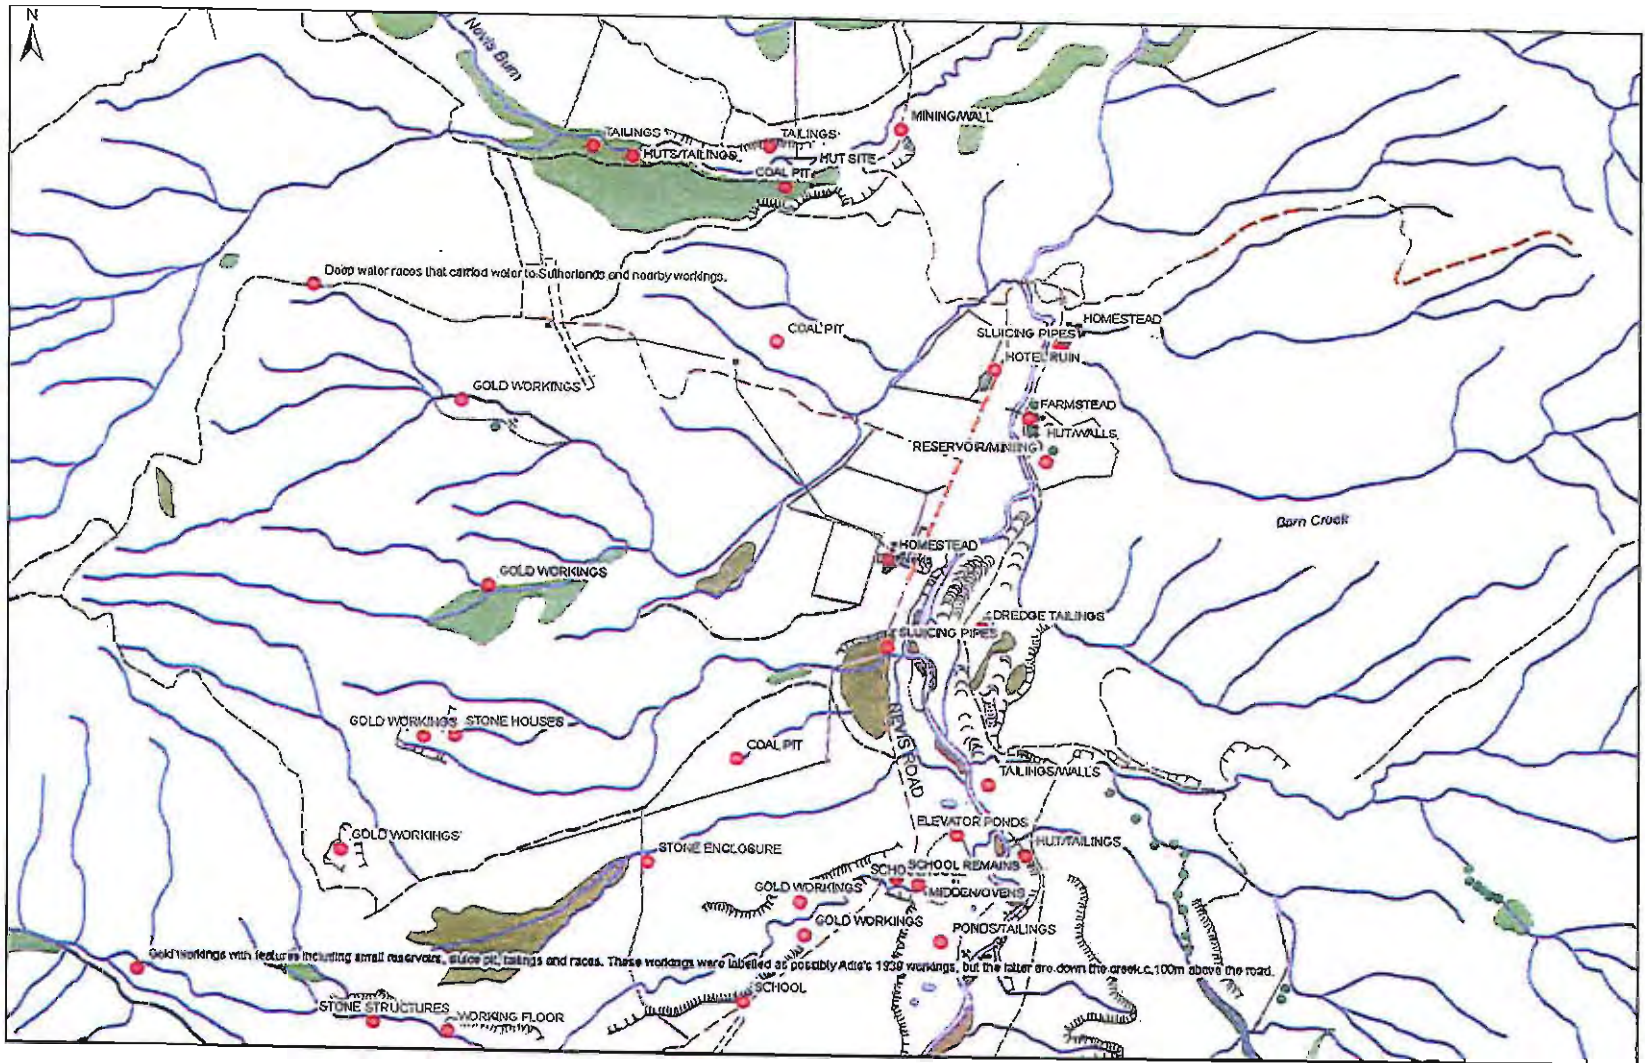 N
Nevis Burn
MINING/WALL
TAILINGS
TAILINGS
HUTS/TAILINGS
HUT SITE
COAL PIT
Deep water races that carried water to Sutherlands and nearby workings.
HOMESTEAD
COAL PIT
SLUICING PIPES
HOTEL RUIN
GOLD WORKINGS
FARMSTEAD
HUT/WALLS
RESERVOIR/MINING
Barn Creek
HOMESTEAD
GOLD WORKINGS
DREDGE TAILINGS
SLUICING PIPES
NEVIS ROAD
GOLD WORKINGS
STONE HOUSES
COAL PIT
TAILINGS/WALLS
ELEVATOR PONDS
GOLD WORKINGS
HUT/TAILINGS
STONE ENCLOSURE
SCHOOL REMAINS
GOLD WORKINGS
MIDDEN/OVENS
GOLD WORKINGS
PONDS/TAILINGS
Gold workings with features including small reservoirs, sluice pit, tailings and races. These workings were labelled as possibly Adie's 1930 workings, but the latter are down the creek c.100m above the road.
SCHOOL
STONE STRUCTURES
WORKING FLOOR